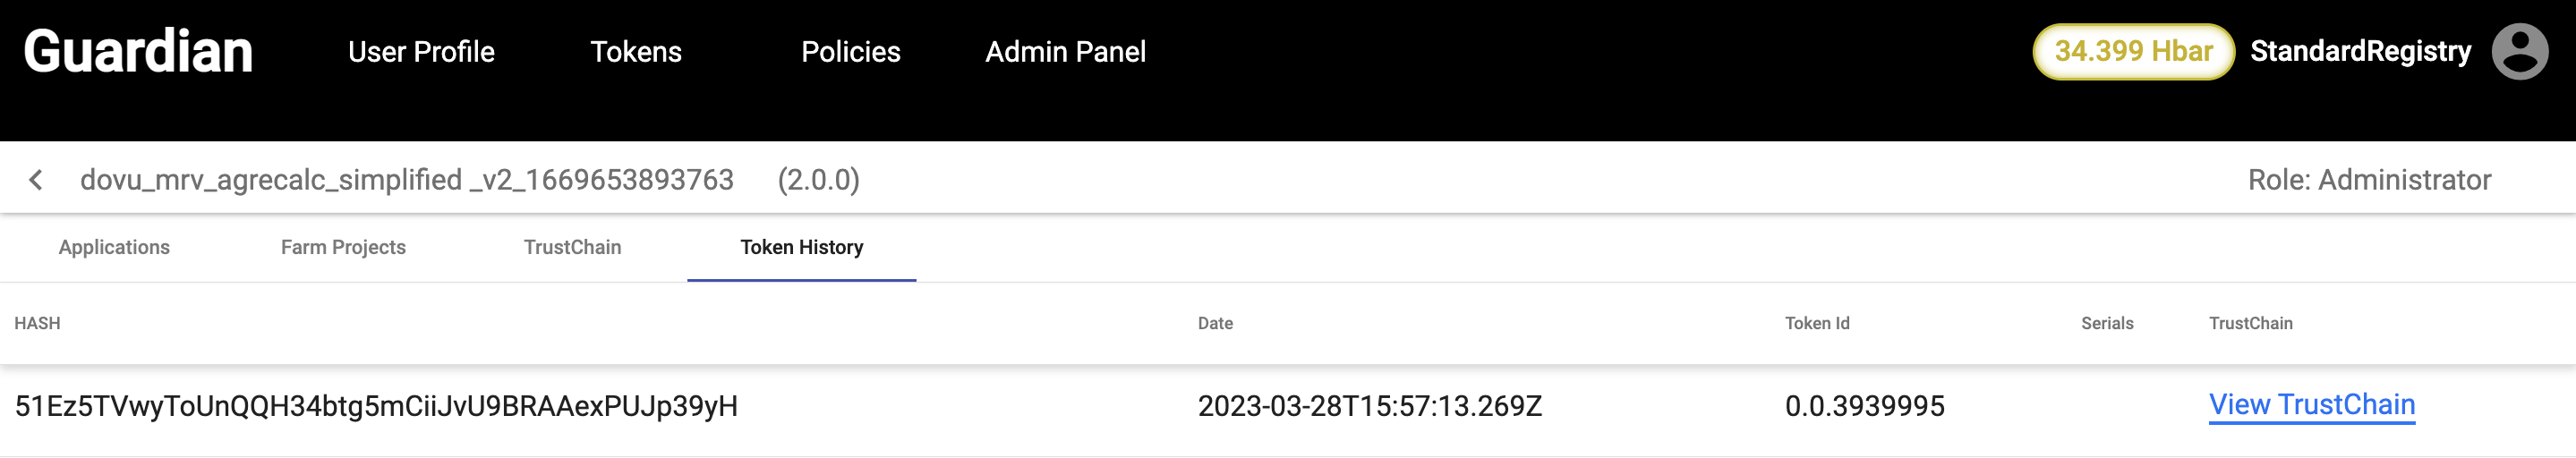 Guardian User Profile Tokens Policies Admin Panel 34.399 Hbar StandardRegistry
dovu_mrv_agrecalc_simplified _v2_1669653893763 (2.0.0) Role: Administrator
Applications Farm Projects TrustChain Token History
HASH Date Token Id Serials TrustChain
51Ez5TVwyToUnQQH34btg5mCiiJvU9BRAAexPUJp39yH 2023-03-28T15:57:13.269Z 0.0.3939995 View TrustChain